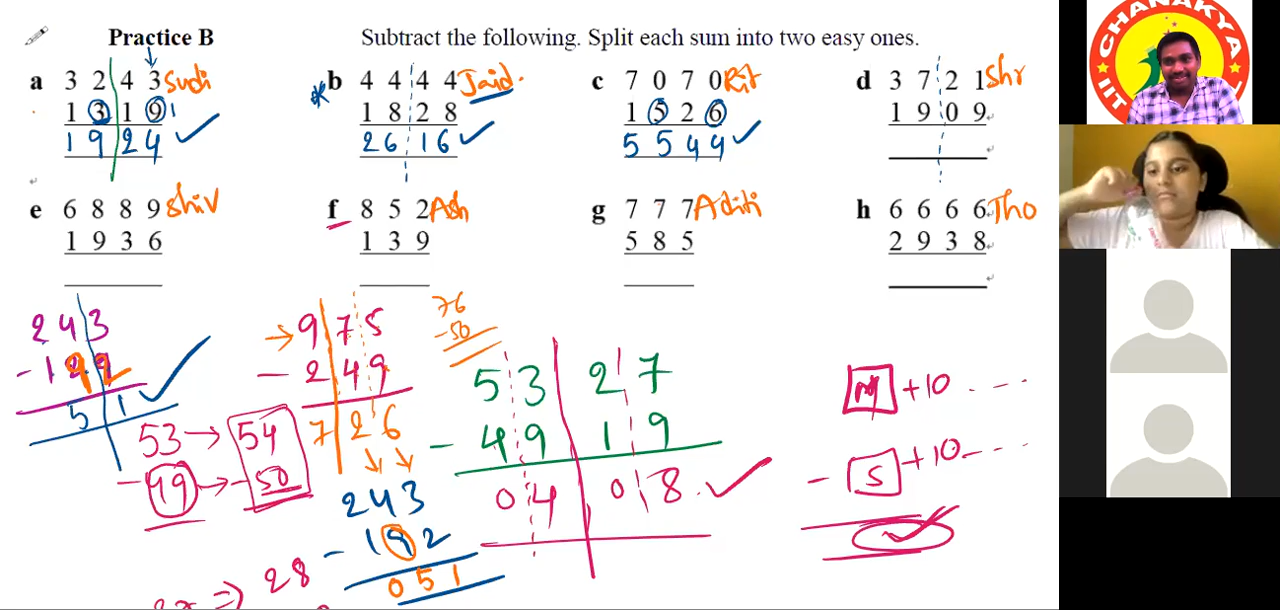 Practice B
Subtract the following. Split each sum into two easy ones.
a 3 2 4 3 Sudi
1 3 1 9
1 9 2 4
b 4 4 4 4 Jaid.
1 8 2 8
2 6 1 6
c 7 0 7 0 Rit
1 5 2 6
5 5 4 4
d 3 7 2 1 Shr
1 9 0 9
e 6 8 8 9 Shiv
1 9 3 6
f 8 5 2 Ash
1 3 9
g 7 7 7 Aditi
5 8 5
h 6 6 6 6 Tho
2 9 3 8
2 4 3
- 1 9 2
5 1
53 → 54
- 49 → - 50
→ 9 7 5
- 2 4 9
7 2 6
2 4 3
- 1 9 2
0 5 1
76
- 50
5 3 2 7
- 4 9 1 9
0 4 0 8
M +10 - - -
- S +10 - - -
28
CHANAKYA
IIT